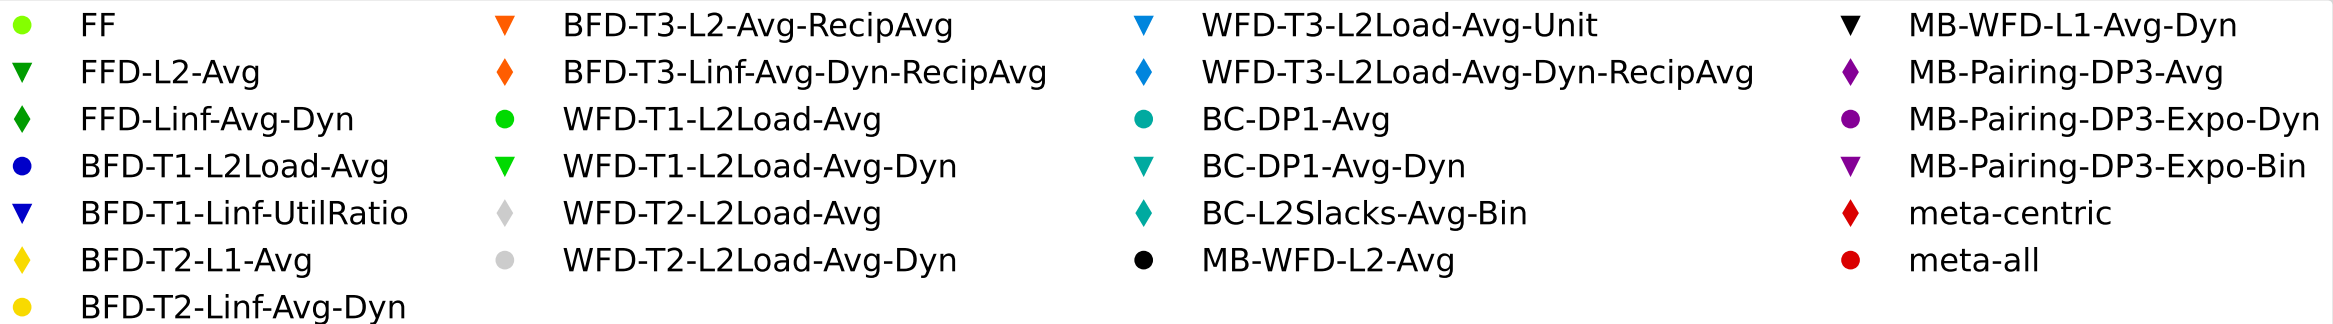 FF
FFD-L2-Avg
FFD-Linf-Avg-Dyn
BFD-T1-L2Load-Avg
BFD-T1-Linf-UtilRatio
BFD-T2-L1-Avg
BFD-T2-Linf-Avg-Dyn
BFD-T3-L2-Avg-RecipAvg
BFD-T3-Linf-Avg-Dyn-RecipAvg
WFD-T1-L2Load-Avg
WFD-T1-L2Load-Avg-Dyn
WFD-T2-L2Load-Avg
WFD-T2-L2Load-Avg-Dyn
WFD-T3-L2Load-Avg-Unit
WFD-T3-L2Load-Avg-Dyn-RecipAvg
BC-DP1-Avg
BC-DP1-Avg-Dyn
BC-L2Slacks-Avg-Bin
MB-WFD-L2-Avg
MB-WFD-L1-Avg-Dyn
MB-Pairing-DP3-Avg
MB-Pairing-DP3-Expo-Dyn
MB-Pairing-DP3-Expo-Bin
meta-centric
meta-all